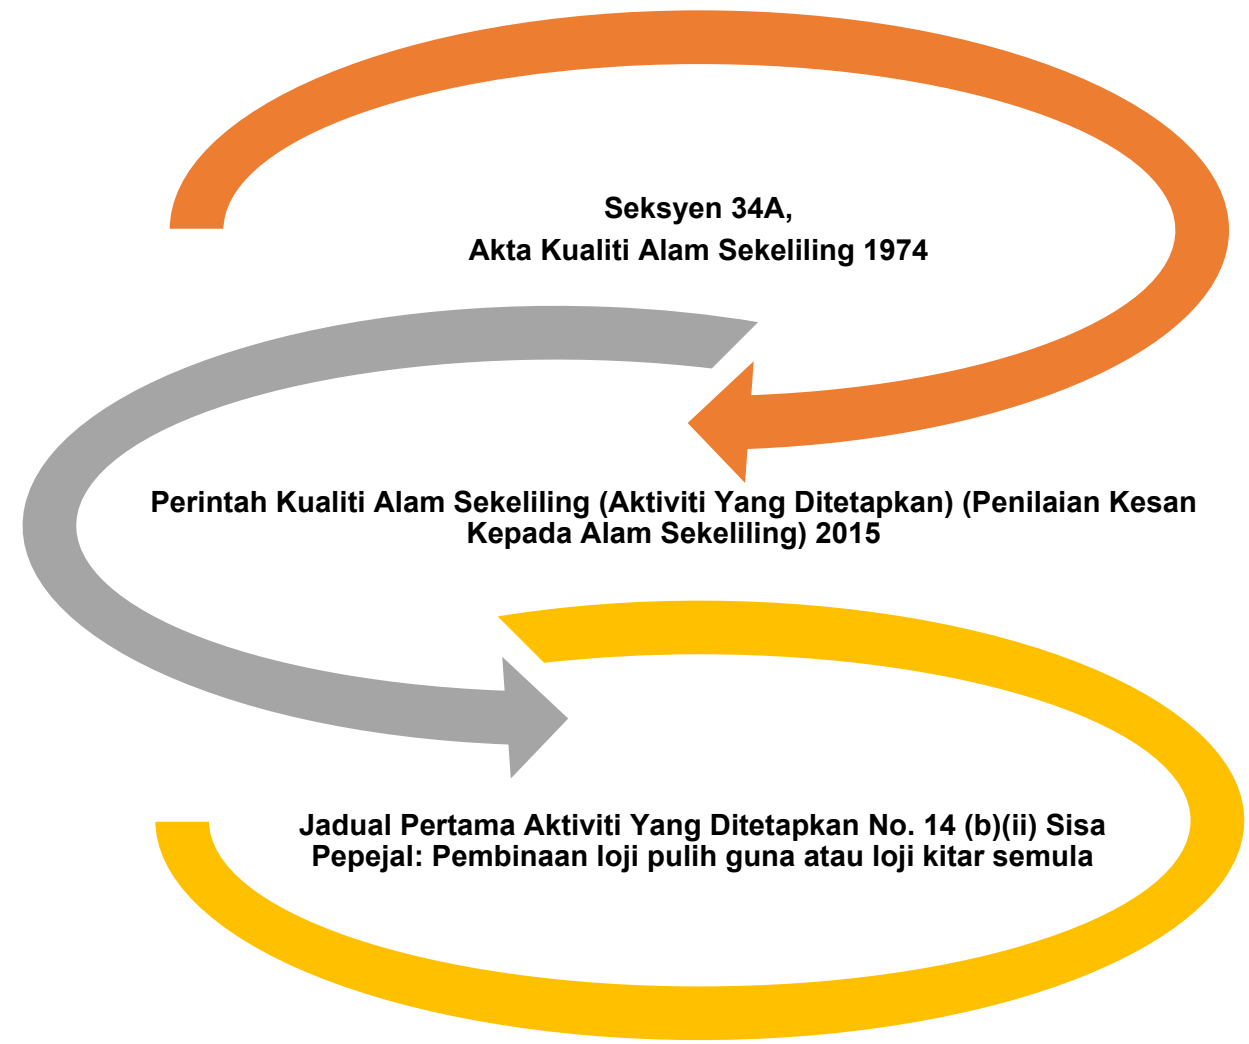 Seksyen 34A,
Akta Kualiti Alam Sekeliling 1974
Perintah Kualiti Alam Sekeliling (Aktiviti Yang Ditetapkan) (Penilaian Kesan
Kepada Alam Sekeliling) 2015
Jadual Pertama Aktiviti Yang Ditetapkan No. 14 (b)(ii) Sisa
Pepejal: Pembinaan loji pulih guna atau loji kitar semula